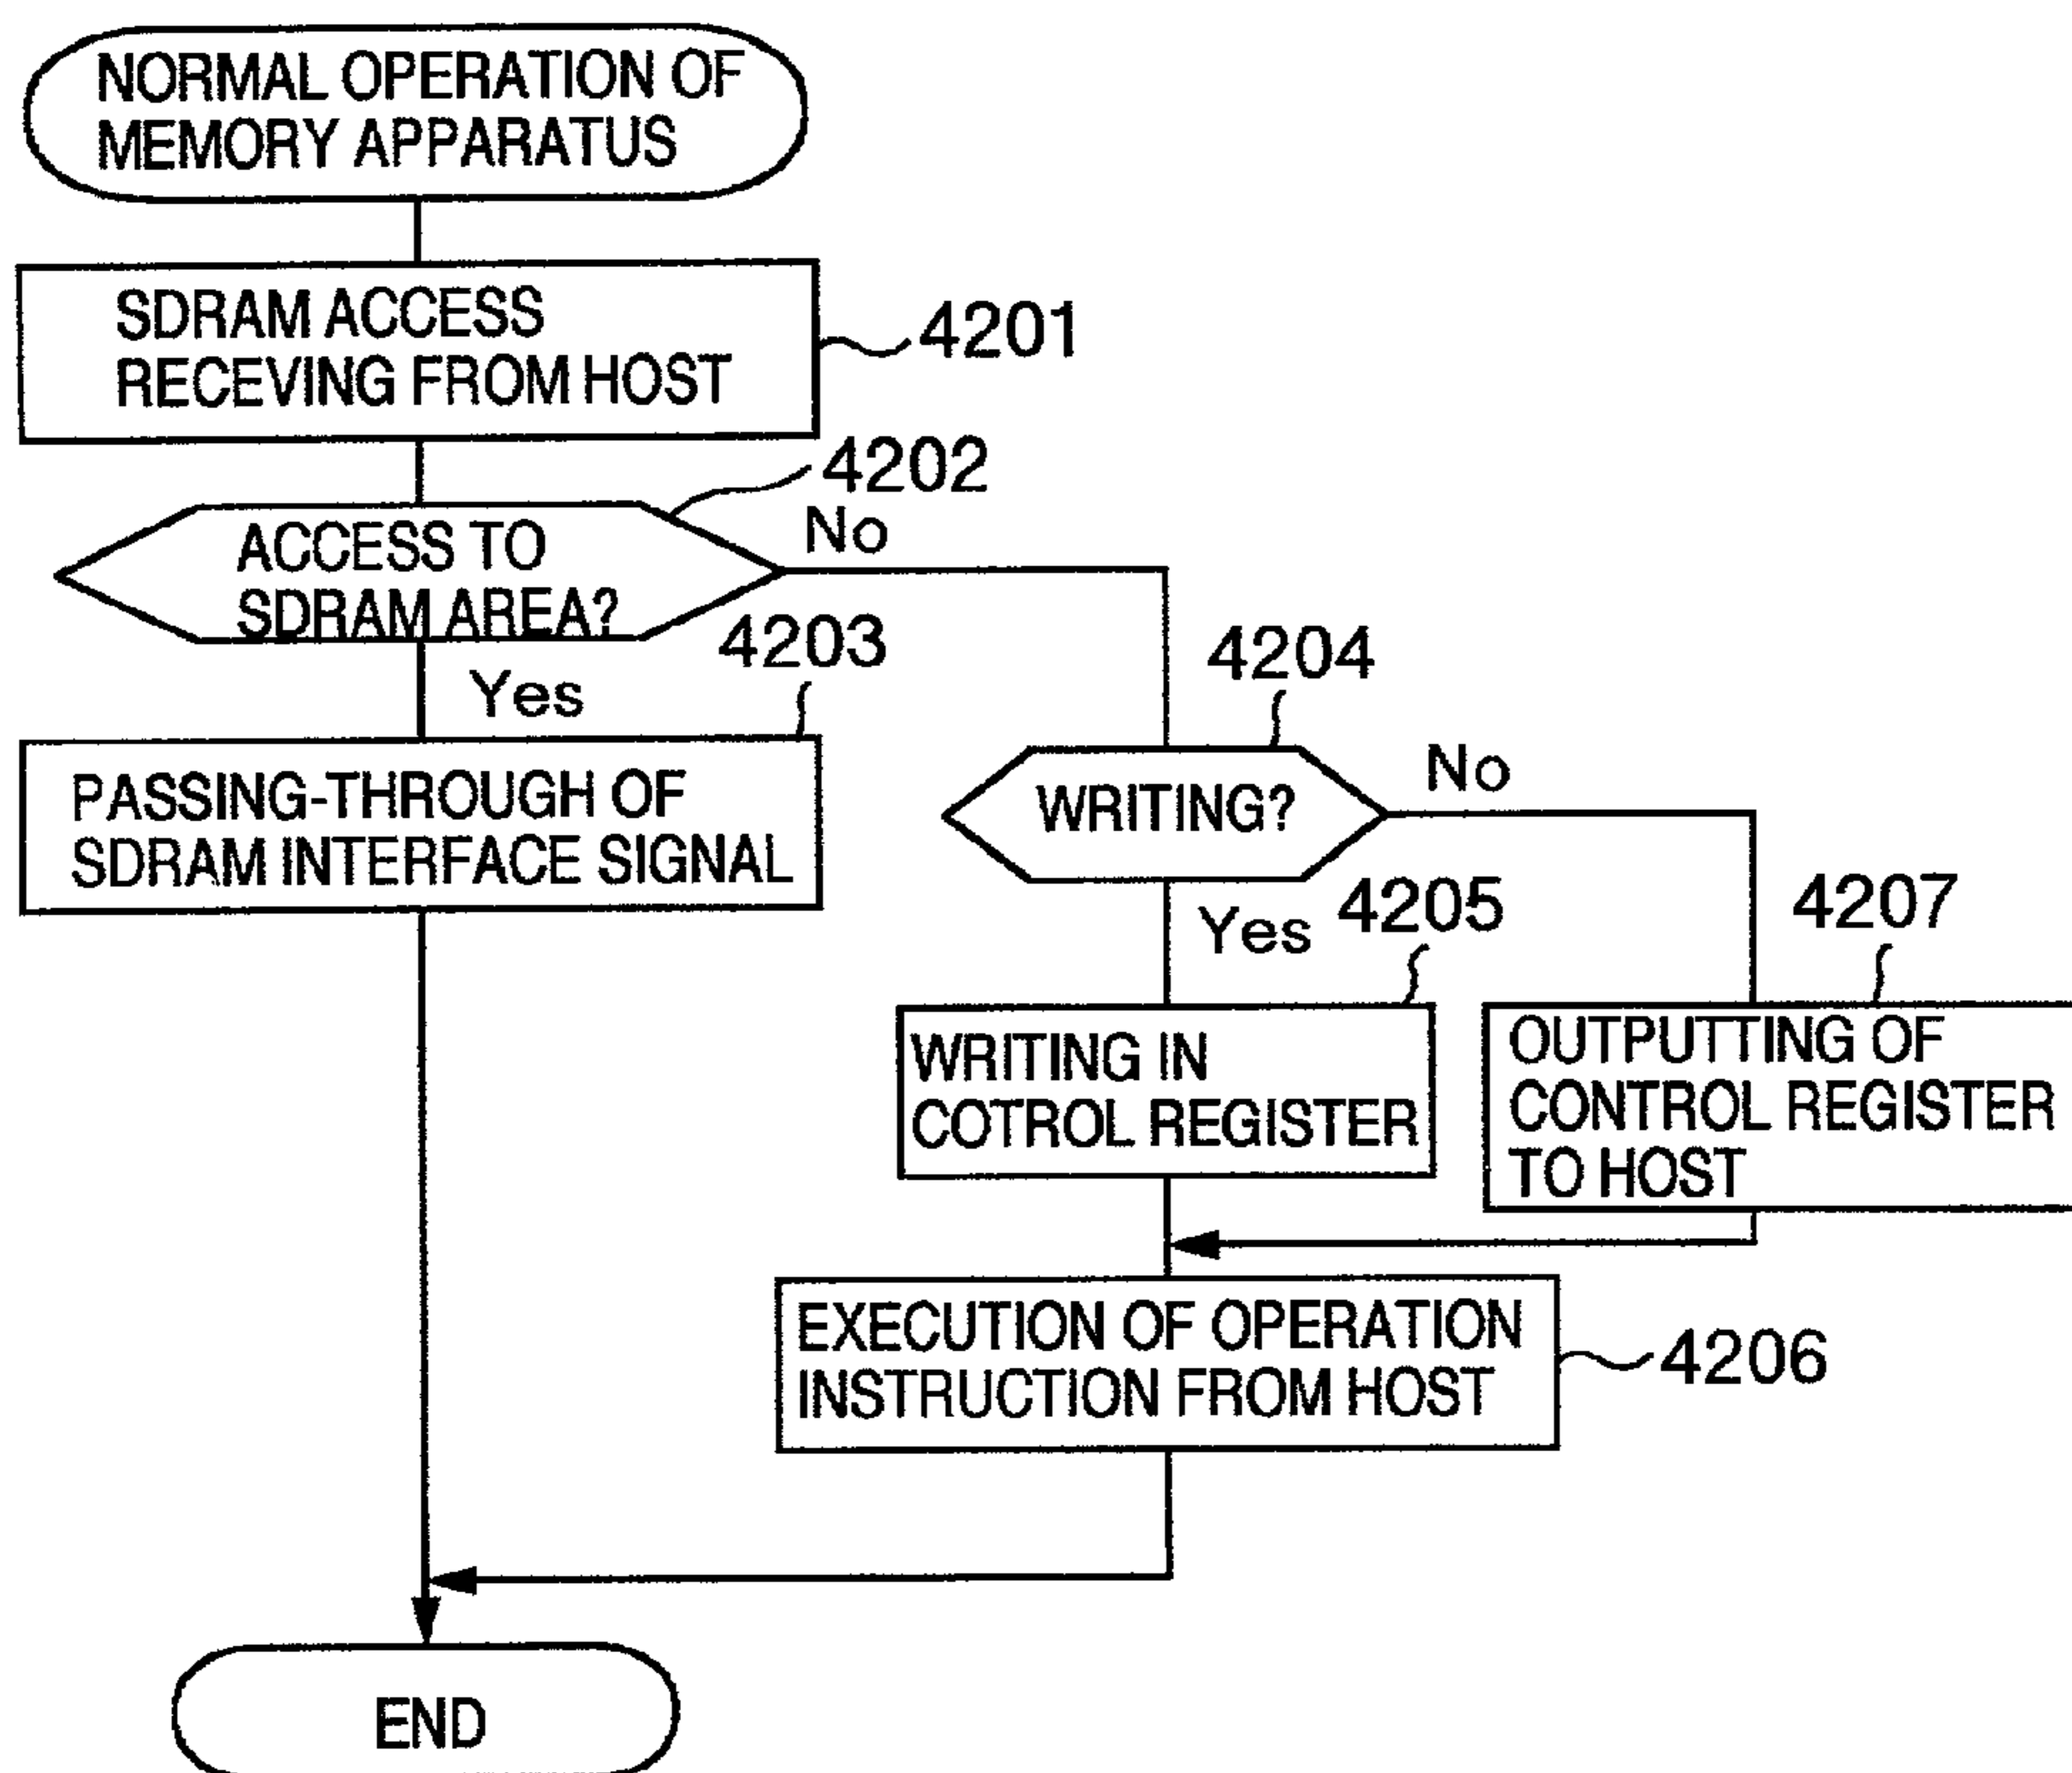 NORMAL OPERATION OF
MEMORY APPARATUS
SDRAM ACCESS
RECEVING FROM HOST
4201
4202
ACCESS TO
SDRAM AREA?
No
Yes
4203
PASSING-THROUGH OF
SDRAM INTERFACE SIGNAL
4204
WRITING?
No
Yes
4205
WRITING IN
COTROL REGISTER
4207
OUTPUTTING OF
CONTROL REGISTER
TO HOST
EXECUTION OF OPERATION
INSTRUCTION FROM HOST
4206
END